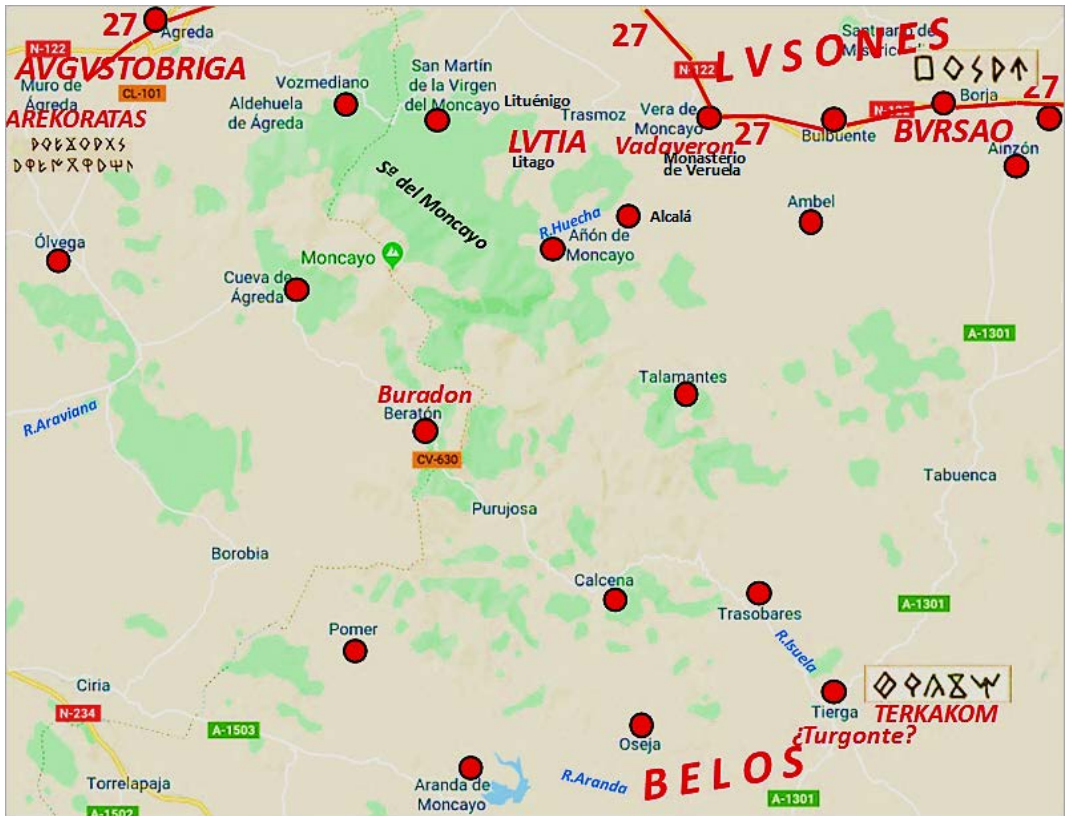 27
Agreda
N-122
AVGVSTOBRIGA
Muro de
Ágreda
CL-101
AREKORATAS
Vozmediano
Aldehuela
de Ágreda
San Martín
de la Virgen
del Moncayo
Lituénigo
Trasmoz
LVTIA
Litago
27
N-122
LVSONES
Santuario de
Vera de
Moncayo
27
Vadaveron
Monasterio
de Veruela
Bulbuente
Borja
27
BVRSAO
Ainzón
Sª del Moncayo
R.Huecha
Alcalá
Añón de
Moncayo
Ambel
Ólvega
Moncayo
Cueva de
Ágreda
A-1301
R.Araviana
Buradon
Beratón
CV-630
Talamantes
Tabuenca
Purujosa
Borobia
Calcena
Trasobares
A-1301
Pomer
R.Isuela
Ciria
N-234
A-1503
Tierga
TERKAKOM
¿Turgonte?
Oseja
BELOS
Torrelapaja
Aranda de
Moncayo
R.Aranda
A-1301
A-1502